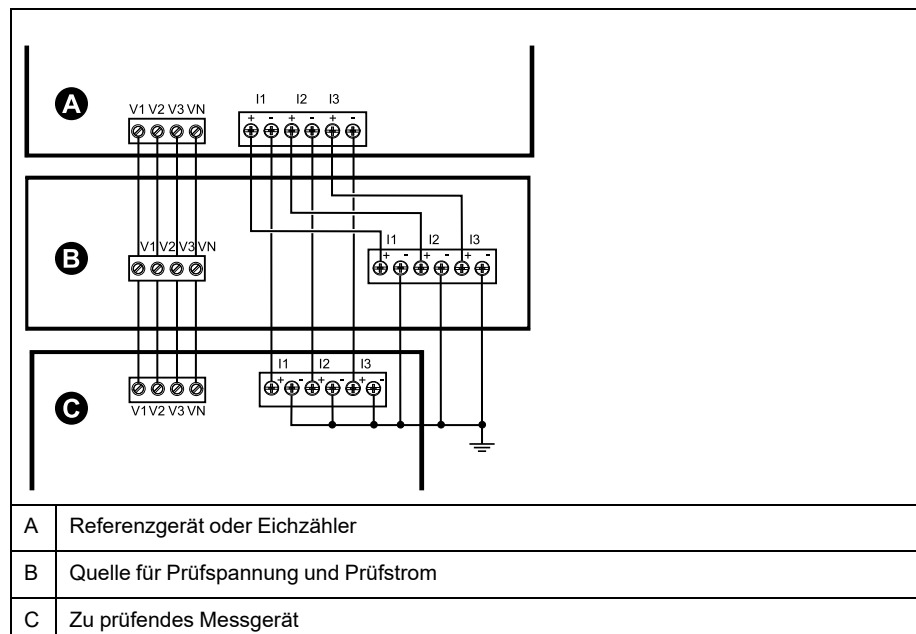 A
V1 V2 V3 VN
I1 I2 I3
+ - + - + -
B
V1 V2 V3 VN
I1 I2 I3
+ - + - + -
C
I1 I2 I3
+ - + - + -
V1 V2 V3 VN
A Referenzgerät oder Eichzähler
B Quelle für Prüfspannung und Prüfstrom
C Zu prüfendes Messgerät